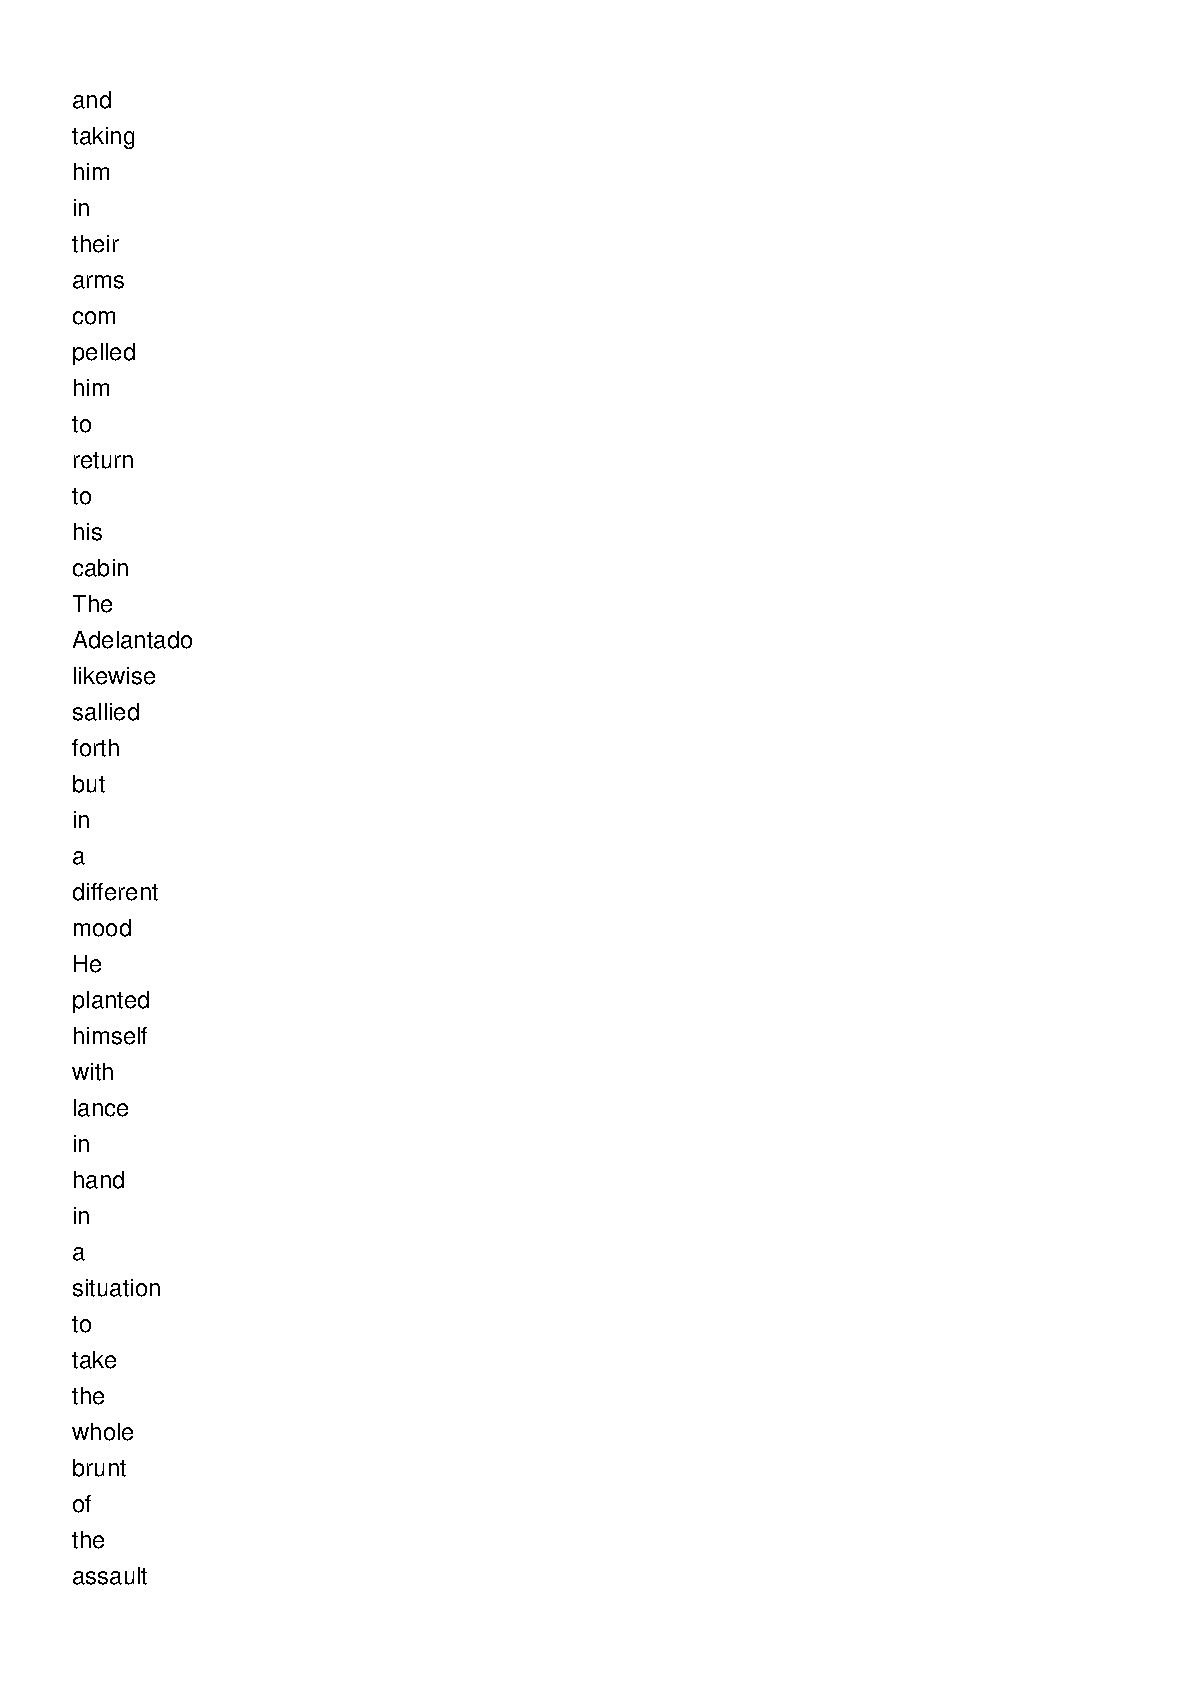 and
taking
him
in
their
arms
com
pelled
him
to
return
to
his
cabin
The
Adelantado
likewise
sallied
forth
but
in
a
different
mood
He
planted
himself
with
lance
in
hand
in
a
situation
to
take
the
whole
brunt
of
the
assault